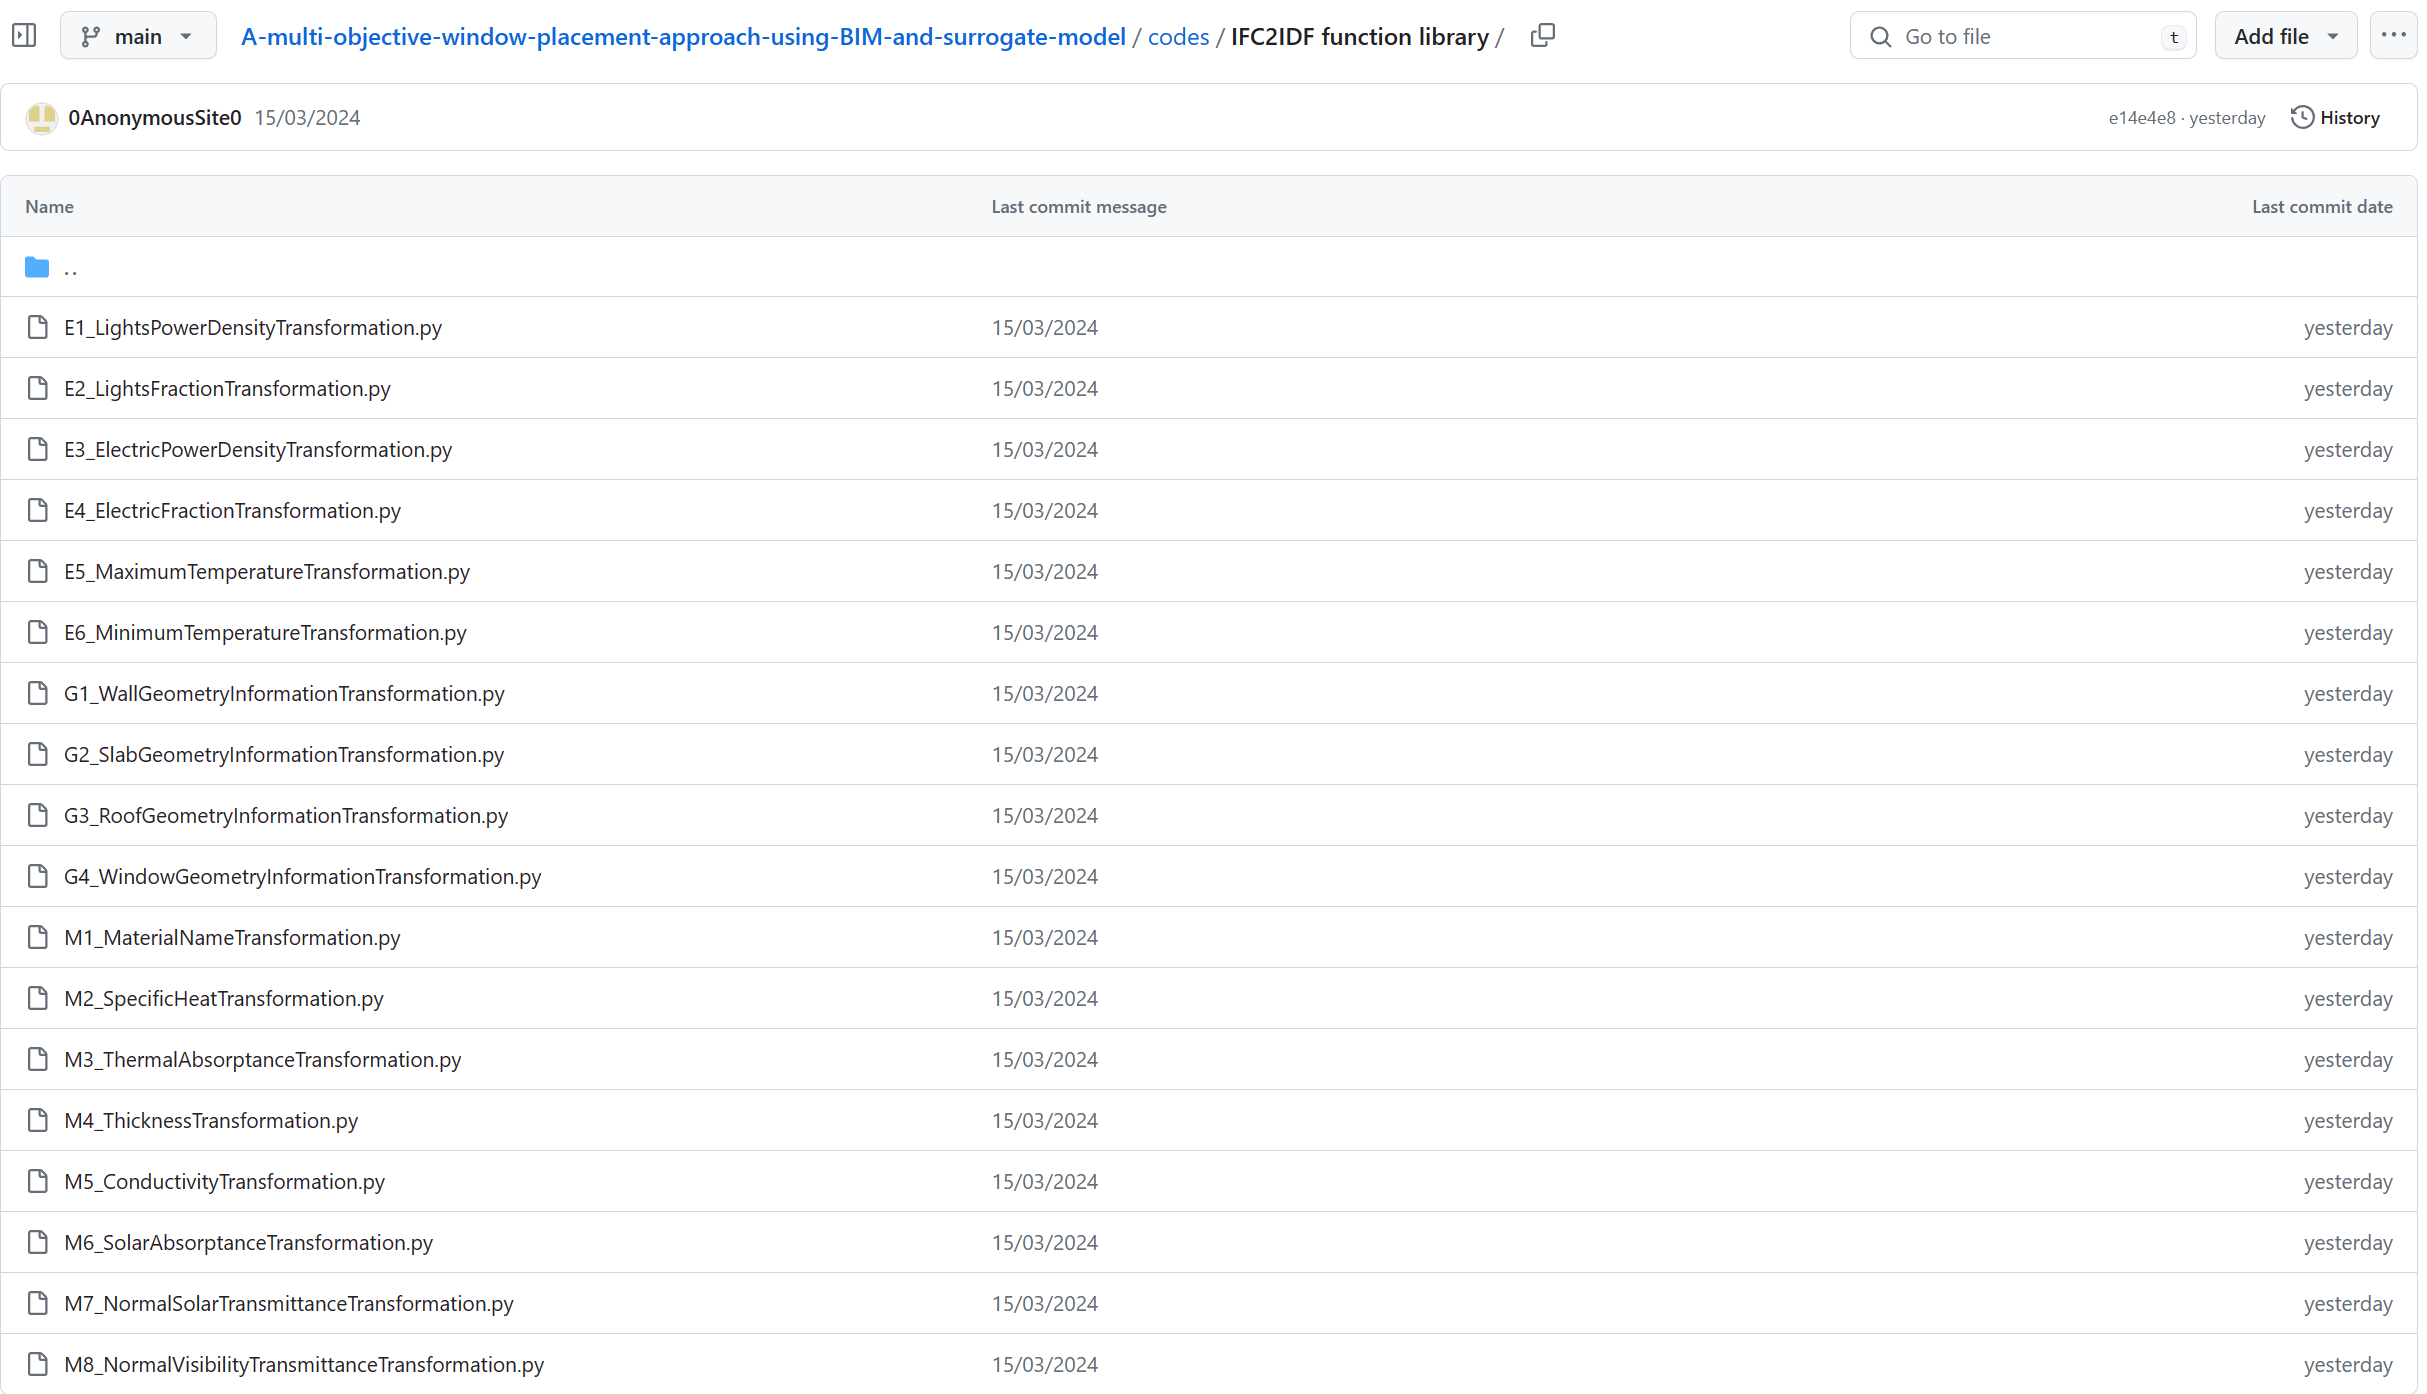 main A-multi-objective-window-placement-approach-using-BIM-and-surrogate-model / codes / IFC2IDF function library / Go to file t Add file ...
0AnonymousSite0 15/03/2024 e14e4e8 · yesterday History
Name Last commit message Last commit date
..
E1_LightsPowerDensityTransformation.py 15/03/2024 yesterday
E2_LightsFractionTransformation.py 15/03/2024 yesterday
E3_ElectricPowerDensityTransformation.py 15/03/2024 yesterday
E4_ElectricFractionTransformation.py 15/03/2024 yesterday
E5_MaximumTemperatureTransformation.py 15/03/2024 yesterday
E6_MinimumTemperatureTransformation.py 15/03/2024 yesterday
G1_WallGeometryInformationTransformation.py 15/03/2024 yesterday
G2_SlabGeometryInformationTransformation.py 15/03/2024 yesterday
G3_RoofGeometryInformationTransformation.py 15/03/2024 yesterday
G4_WindowGeometryInformationTransformation.py 15/03/2024 yesterday
M1_MaterialNameTransformation.py 15/03/2024 yesterday
M2_SpecificHeatTransformation.py 15/03/2024 yesterday
M3_ThermalAbsorptanceTransformation.py 15/03/2024 yesterday
M4_ThicknessTransformation.py 15/03/2024 yesterday
M5_ConductivityTransformation.py 15/03/2024 yesterday
M6_SolarAbsorptanceTransformation.py 15/03/2024 yesterday
M7_NormalSolarTransmittanceTransformation.py 15/03/2024 yesterday
M8_NormalVisibilityTransmittanceTransformation.py 15/03/2024 yesterday